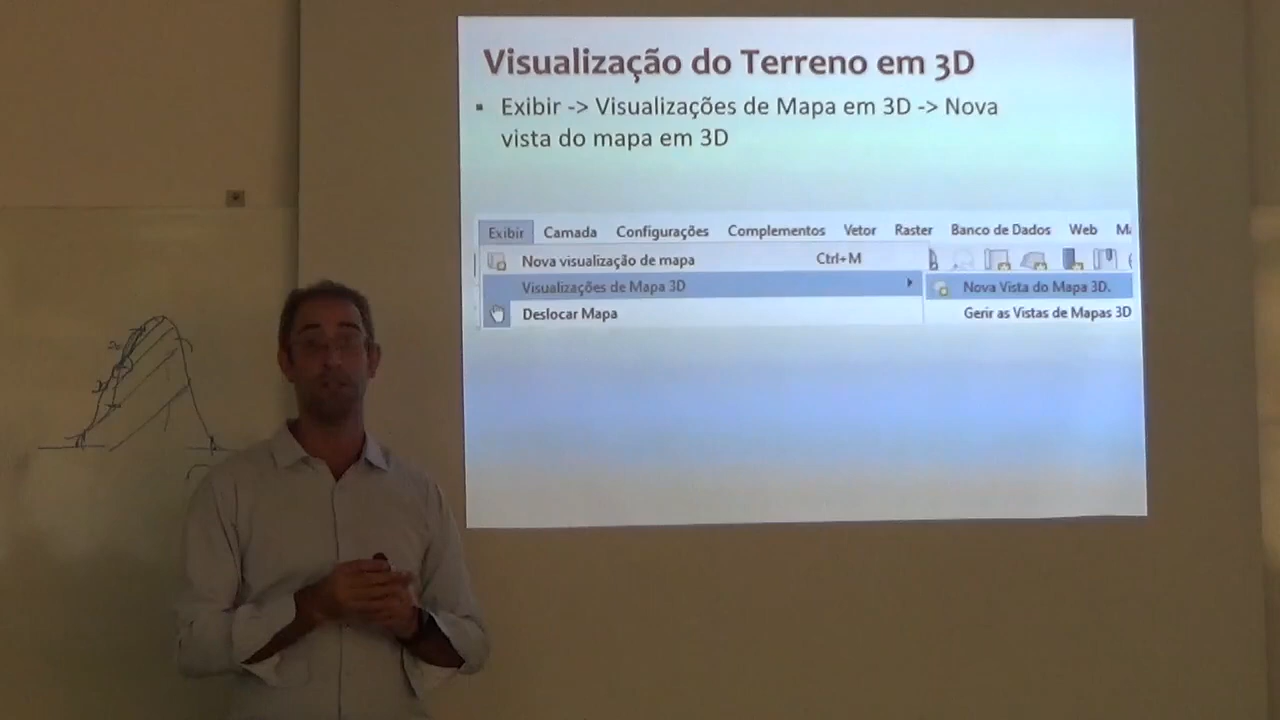 Visualização do Terreno em 3D
▪ Exibir -> Visualizações de Mapa em 3D -> Nova
vista do mapa em 3D
Exibir Camada Configurações Complementos Vetor Raster Banco de Dados Web
Nova visualização de mapa Ctrl+M
Visualizações de Mapa 3D Nova Vista do Mapa 3D.
Deslocar Mapa Gerir as Vistas de Mapas 3D